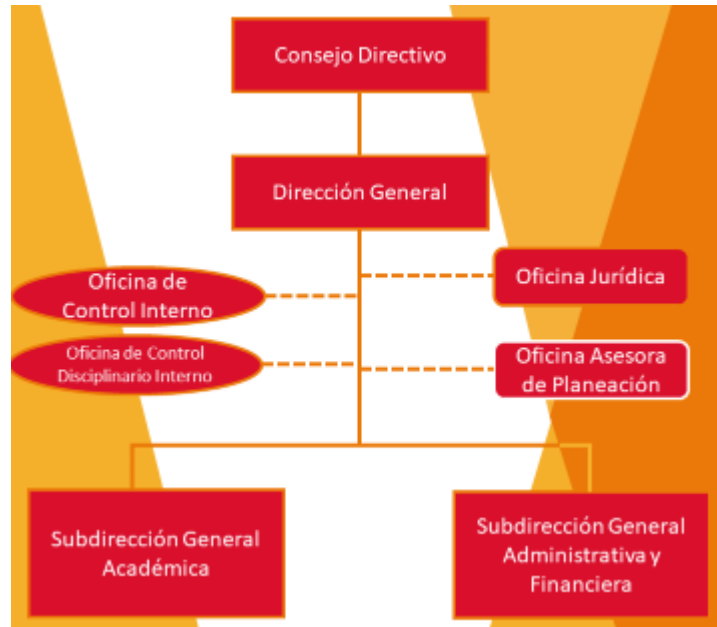 Consejo Directivo
Dirección General
Oficina de
Control Interno
Oficina Jurídica
Oficina de Control
Disciplinario Interno
Oficina Asesora
de Planeación
Subdirección General
Académica
Subdirección General
Administrativa y
Financiera